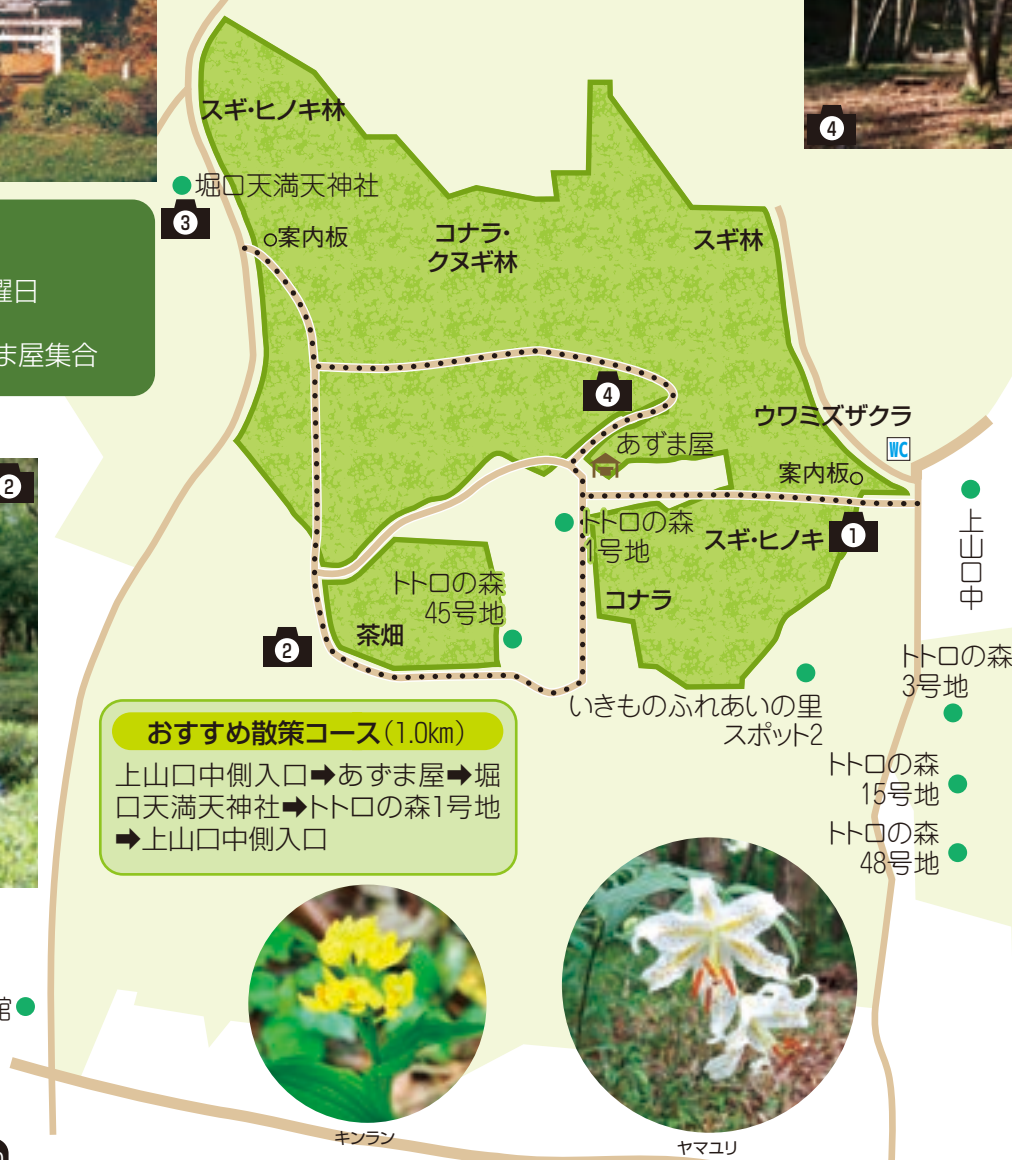 ❹
スギ・ヒノキ林
堀口天満天神社
❸
案内板
コナラ・
クヌギ林
スギ林
曜日
ま屋集合
❹
ウワミズザクラ
WC
あずま屋
案内板
❷
トトロの森
1号地
スギ・ヒノキ
❶
上山口中
トトロの森
45号地
コナラ
茶畑
❷
トトロの森
3号地
いきものふれあいの里
スポット2
おすすめ散策コース(1.0km)
上山口中側入口➡あずま屋➡堀
口天満天神社➡トトロの森1号地
➡上山口中側入口
トトロの森
15号地
トトロの森
48号地
館
キンラン
ヤマユリ